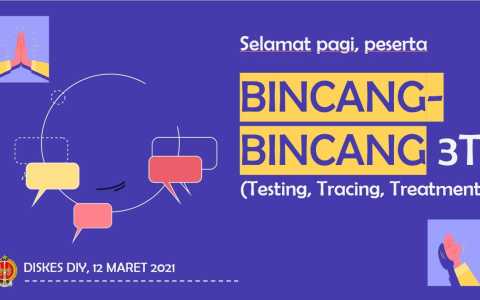 Selamat pagi, peserta
BINCANG-
BINCANG 3T
(Testing, Tracing, Treatment
DISKES DIY, 12 MARET 2021